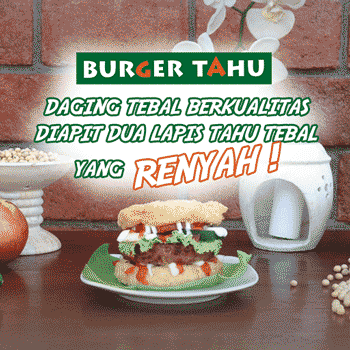 BURGER TAHU
DAGING TEBAL BERKUALITAS
DIAPIT DUA LAPIS TAHU TEBAL
YANG RENYAH !